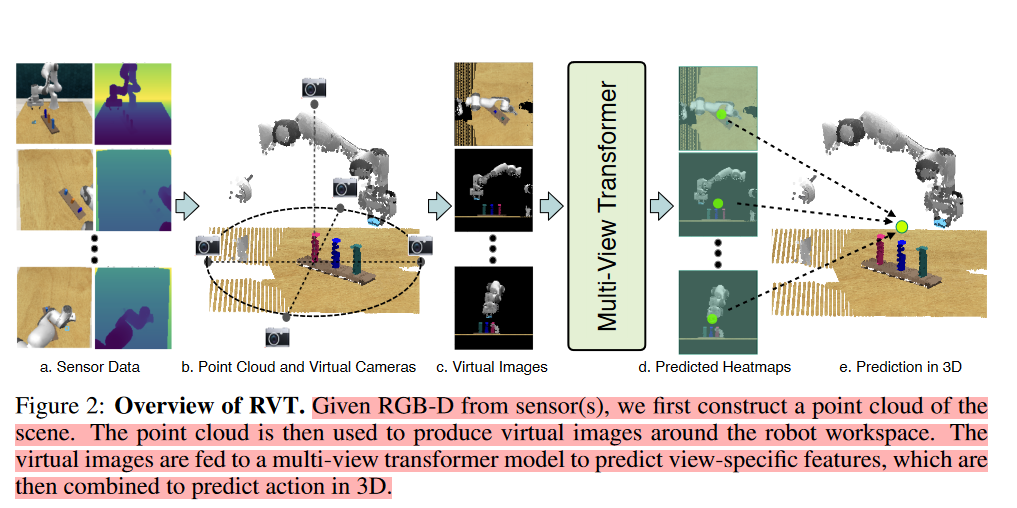 Multi-View Transformer
a. Sensor Data
b. Point Cloud and Virtual Cameras
c. Virtual Images
d. Predicted Heatmaps
e. Prediction in 3D
Figure 2: Overview of RVT. Given RGB-D from sensor(s), we first construct a point cloud of the
scene. The point cloud is then used to produce virtual images around the robot workspace. The
virtual images are fed to a multi-view transformer model to predict view-specific features, which are
then combined to predict action in 3D.